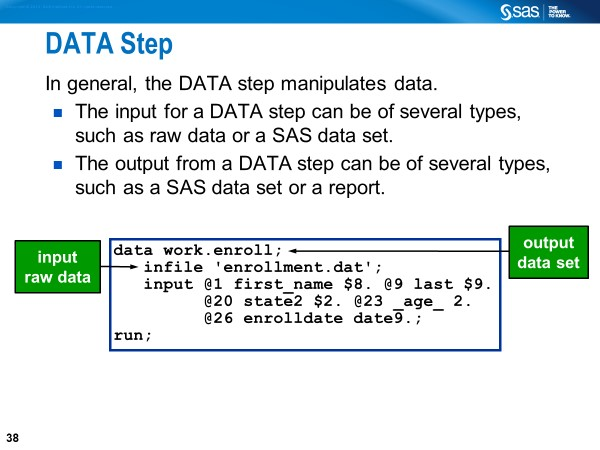 sas THE
POWER
TO KNOW.
DATA Step
In general, the DATA step manipulates data.
The input for a DATA step can be of several types,
such as raw data or a SAS data set.
The output from a DATA step can be of several types,
such as a SAS data set or a report.
input
raw data
output
data set
data work.enroll;
infile 'enrollment.dat';
input @1 first_name $8. @9 last $9.
@20 state2 $2. @23 _age_ 2.
@26 enrolldate date9.;
run;
38